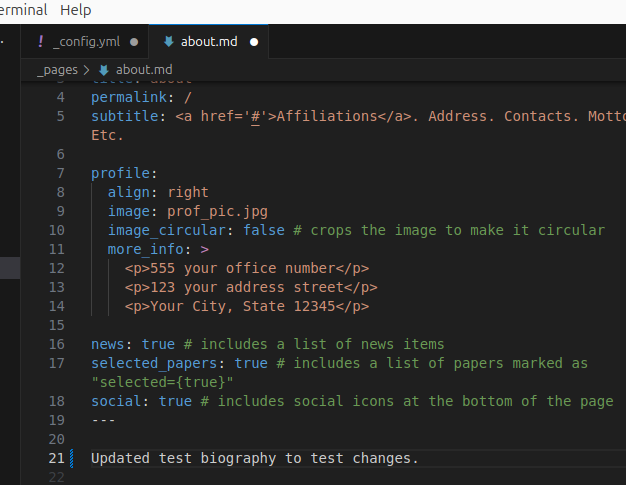 erminal Help
! _config.yml ● about.md ●
_pages > about.md
3 title: about
4 permalink: /
5 subtitle: <a href='#'>Affiliations</a>. Address. Contacts. Motto
Etc.
6
7 profile:
8 align: right
9 image: prof_pic.jpg
10 image_circular: false # crops the image to make it circular
11 more_info: >
12 <p>555 your office number</p>
13 <p>123 your address street</p>
14 <p>Your City, State 12345</p>
15
16 news: true # includes a list of news items
17 selected_papers: true # includes a list of papers marked as
"selected={true}"
18 social: true # includes social icons at the bottom of the page
19 ---
20
21 Updated test biography to test changes.
22